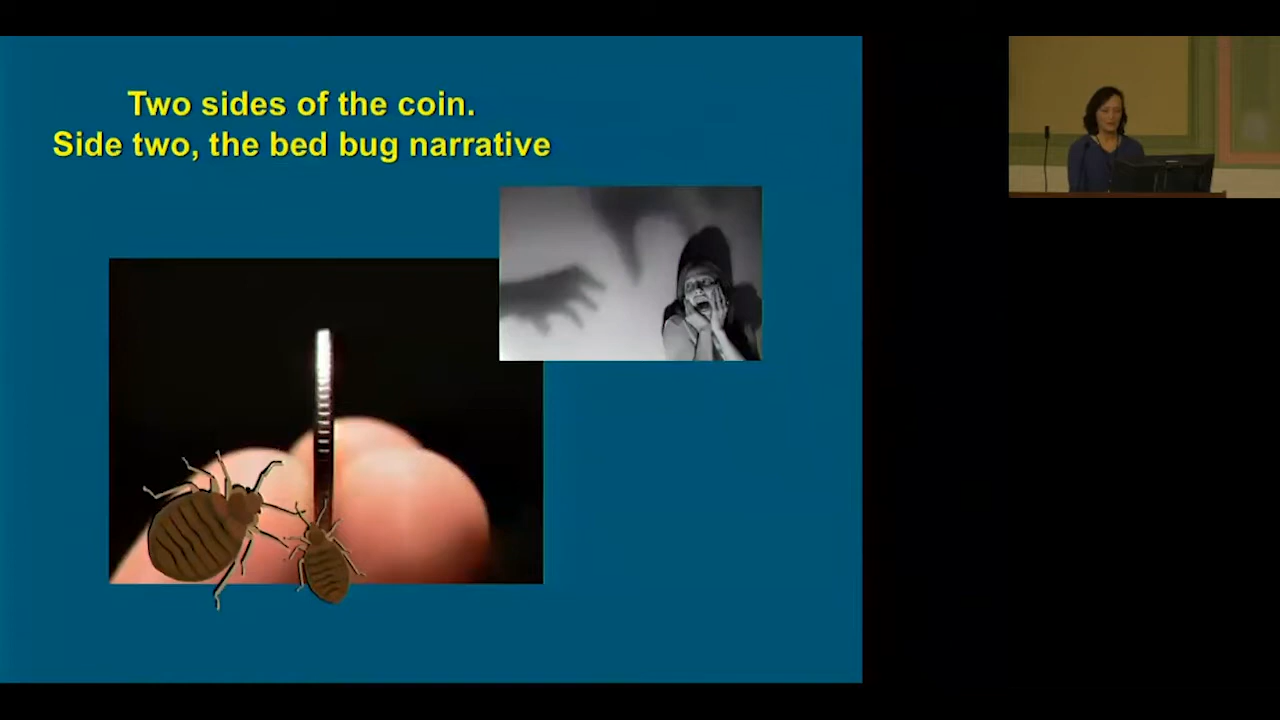 Two sides of the coin.
Side two, the bed bug narrative